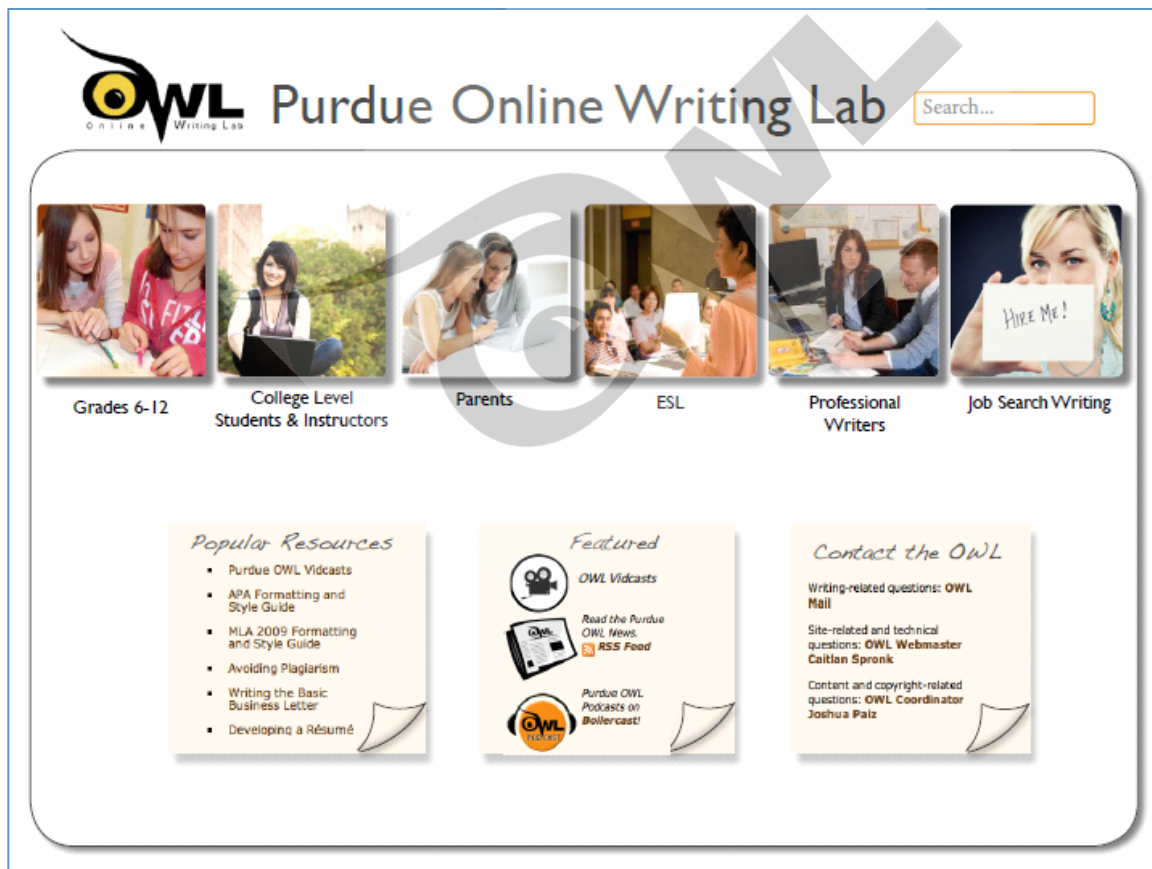 OWL
Online Writing Lab
Purdue Online Writing Lab
Search...
OWL
HIRE ME!
Grades 6-12
College Level
Students & Instructors
Parents
ESL
Professional
Writers
Job Search Writing
Popular Resources
Purdue OWL Vidcasts
APA Formatting and
Style Guide
MLA 2009 Formatting
and Style Guide
Avoiding Plagiarism
Writing the Basic
Business Letter
Developing a Résumé
Featured
OWL Vidcasts
Read the Purdue
OWL News.
RSS Feed
Purdue OWL
Podcasts on
Boilercast!
OWL
PODCAST
Contact the OWL
Writing-related questions: OWL
Mail
Site-related and technical
questions: OWL Webmaster
Caitlan Spronk
Content and copyright-related
questions: OWL Coordinator
Joshua Paiz